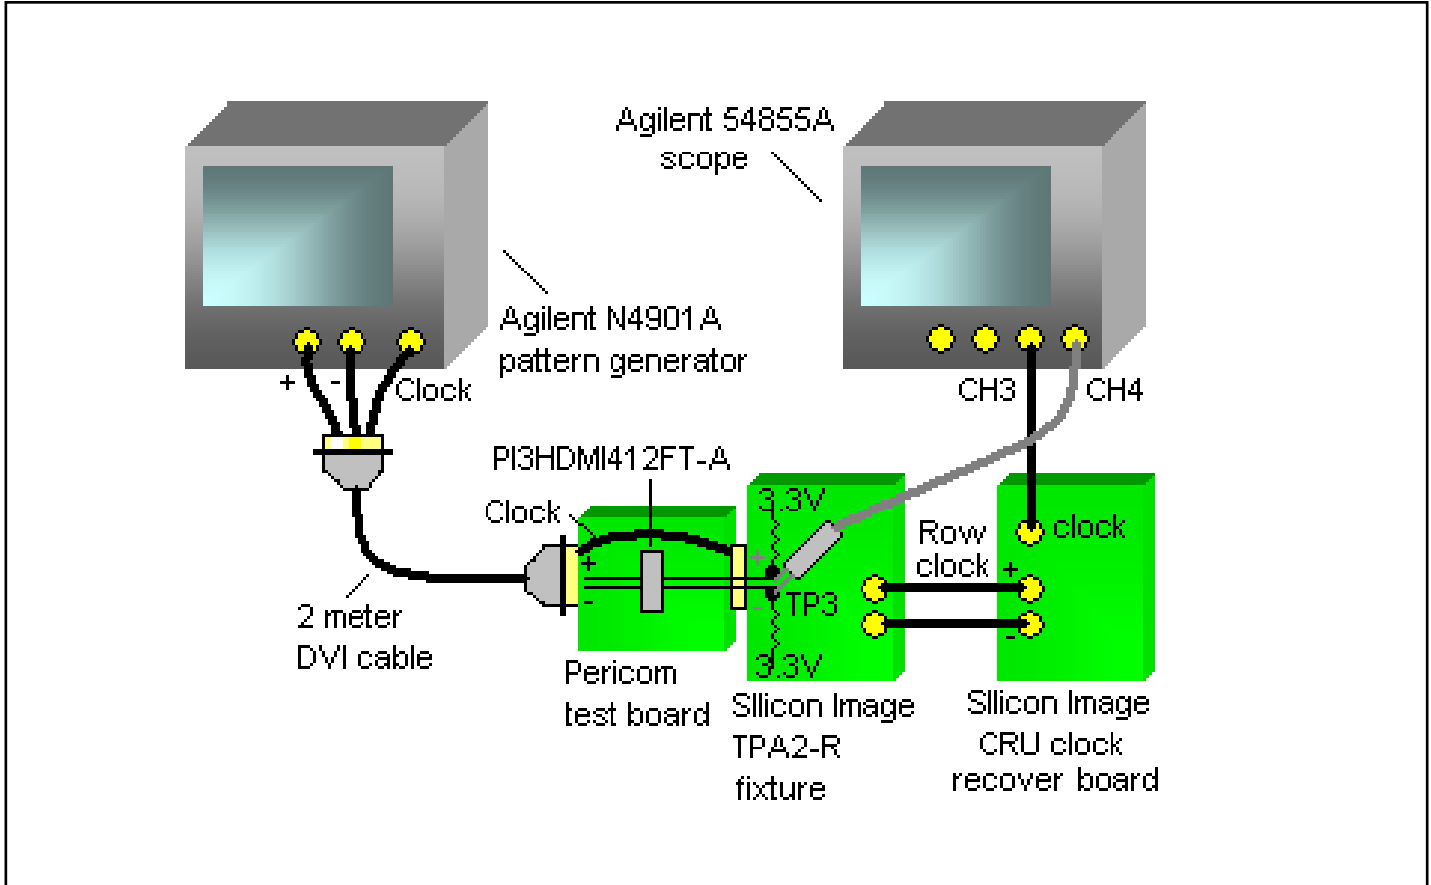 Agilent 54855A
scope
Agilent N4901A
pattern generator
+
-
Clock
CH3
CH4
PI3HDMI412FT-A
Clock
+
-
3.3V
+
-
TP3
3.3V
Row
clock
clock
+
-
2 meter
DVI cable
Pericom
test board
SIlicon Image
TPA2-R
fixture
SIlicon Image
CRU clock
recover board